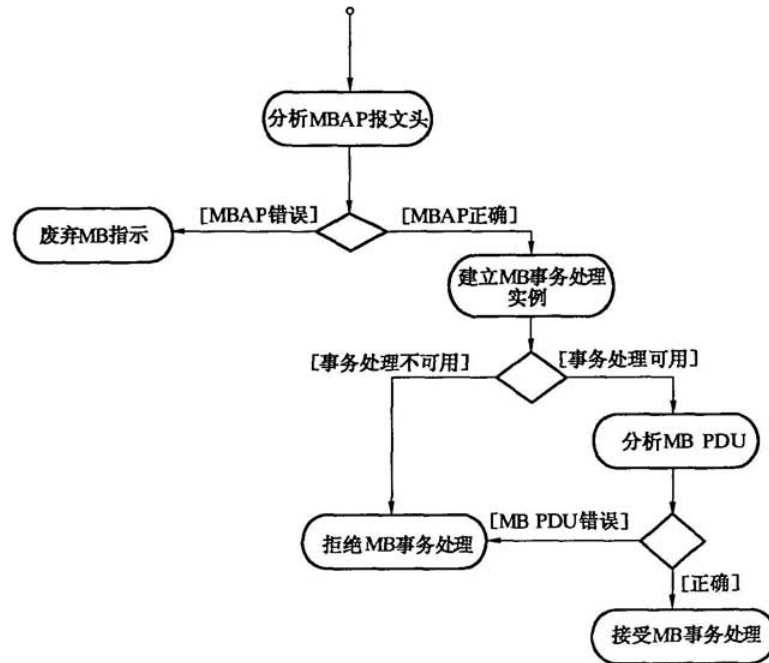 分析MBAP报文头
[MBAP错误]
[MBAP正确]
废弃MB指示
建立MB事务处理
实例
[事务处理不可用]
[事务处理可用]
分析MB PDU
[MB PDU错误]
拒绝MB事务处理
[正确]
接受MB事务处理